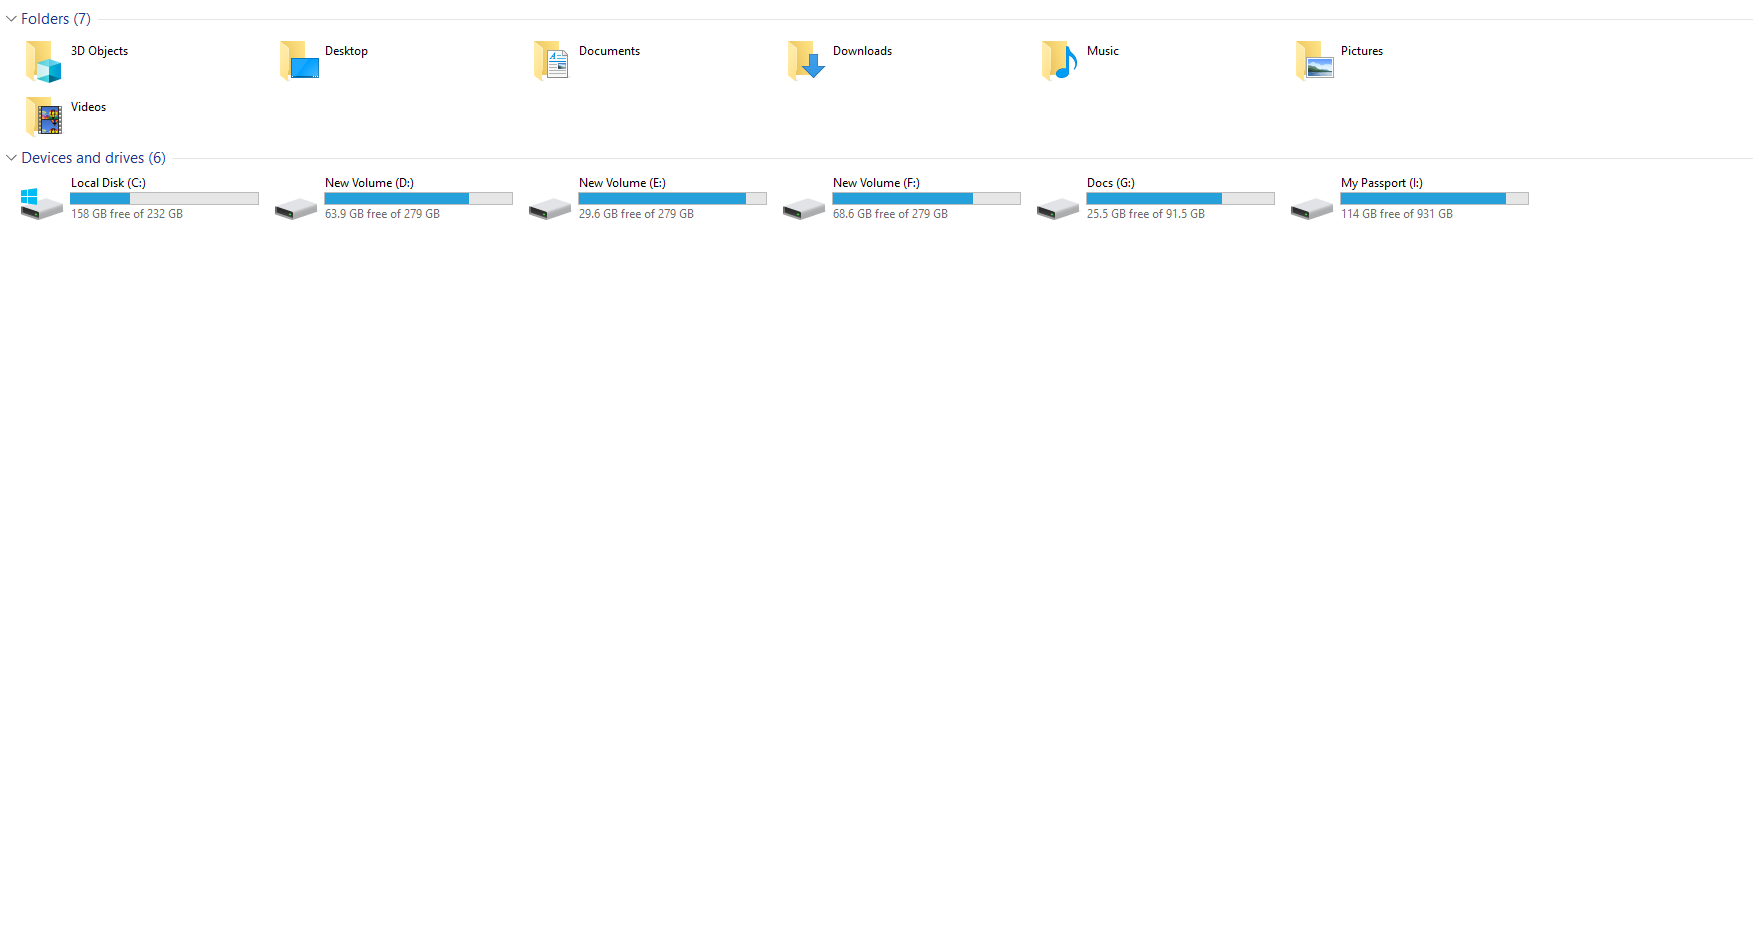 Folders (7)
3D Objects
Desktop
Documents
Downloads
Music
Pictures
Videos
Devices and drives (6)
Local Disk (C:)
158 GB free of 232 GB
New Volume (D:)
63.9 GB free of 279 GB
New Volume (E:)
29.6 GB free of 279 GB
New Volume (F:)
68.6 GB free of 279 GB
Docs (G:)
25.5 GB free of 91.5 GB
My Passport (I:)
114 GB free of 931 GB